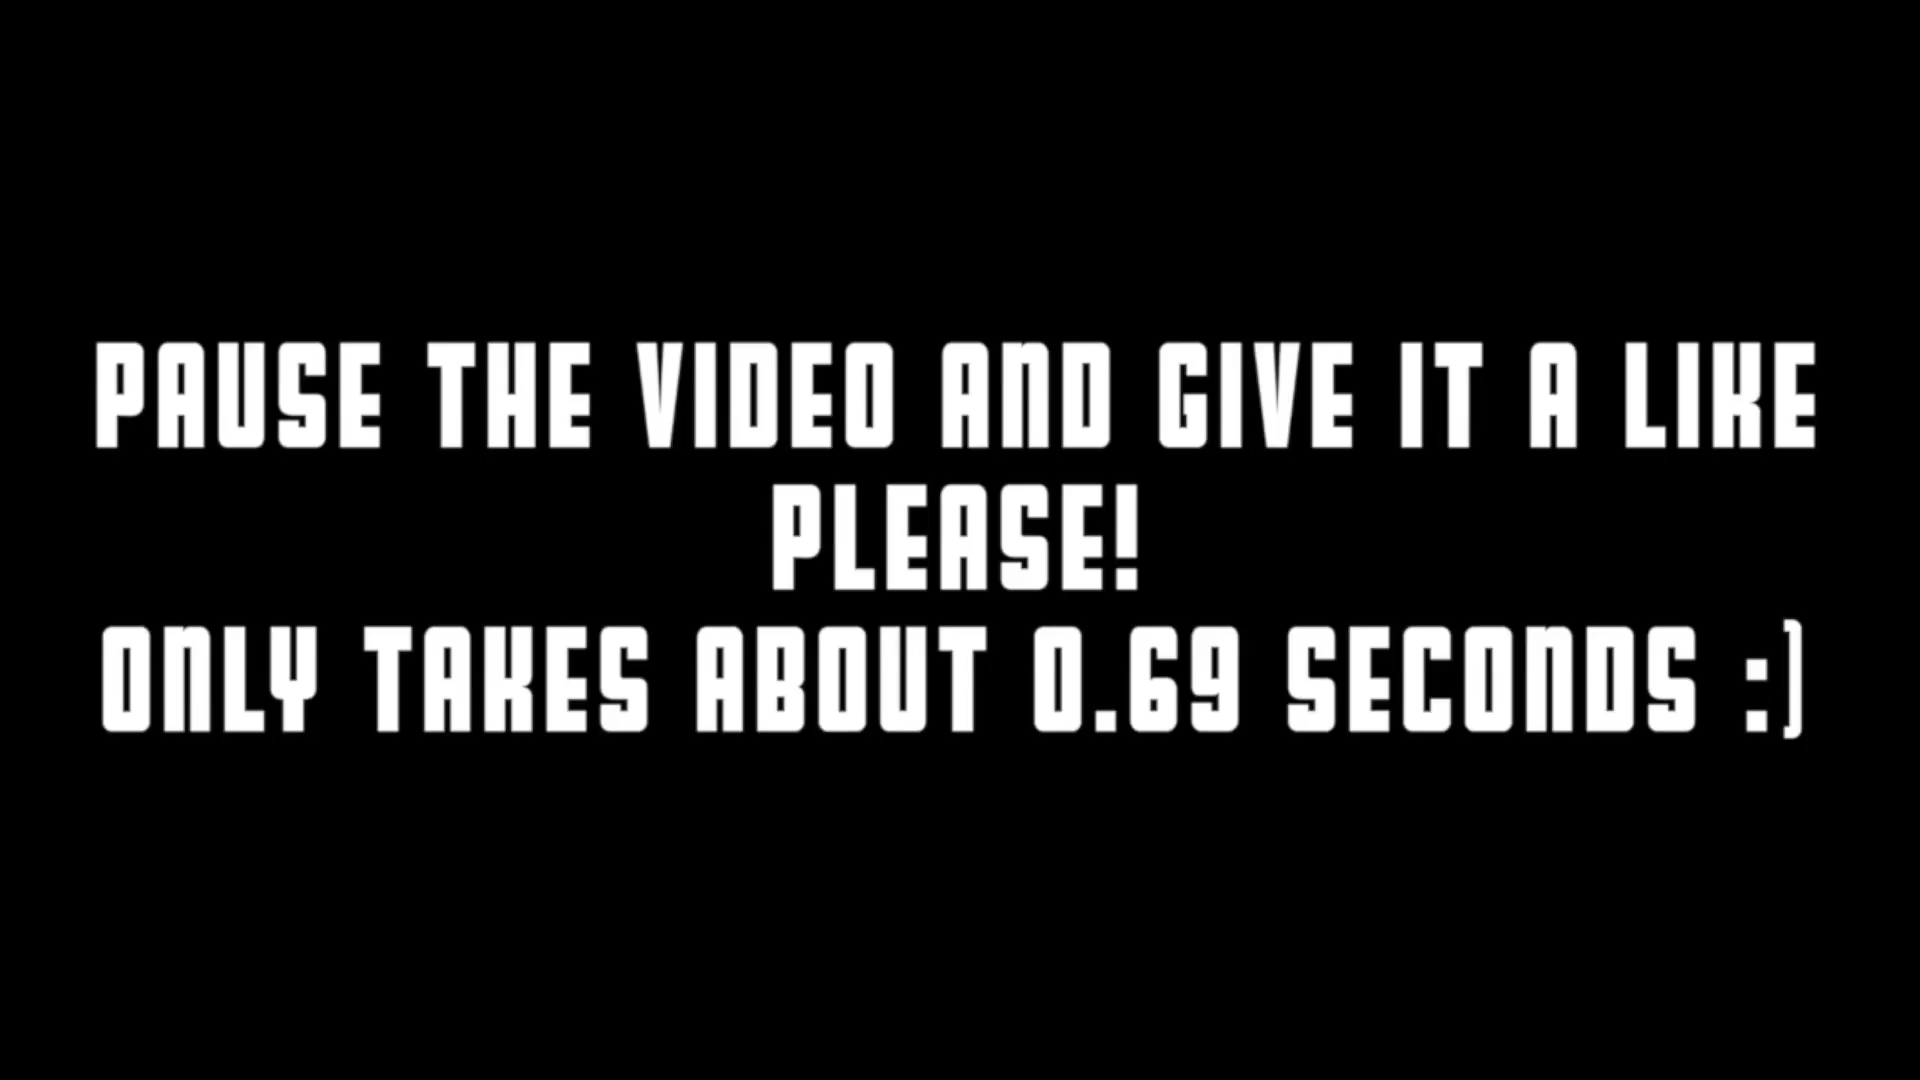 PAUSE THE VIDEO AND GIVE IT A LIKE
PLEASE!
ONLY TAKES ABOUT 0.69 SECONDS :)